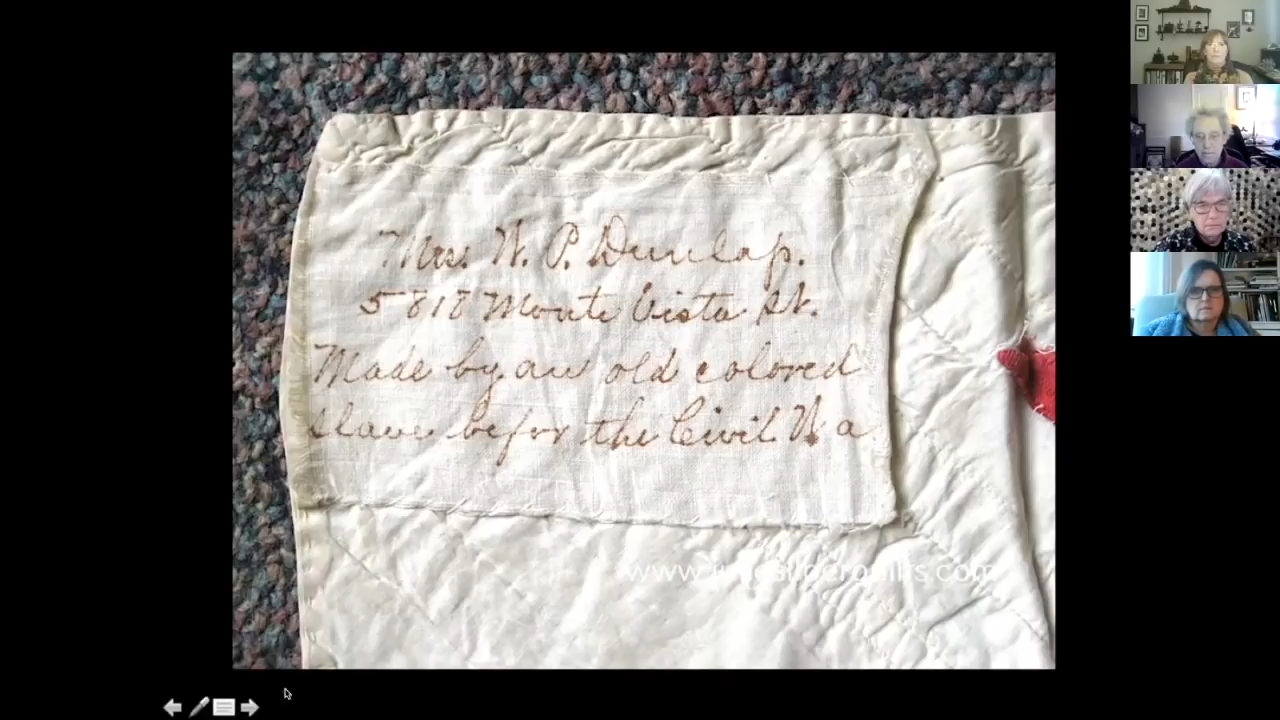 Mrs. W. P. Dunlap.
5818 Monte Vista St.
Made by an old colored
slave befor the Civil Wa